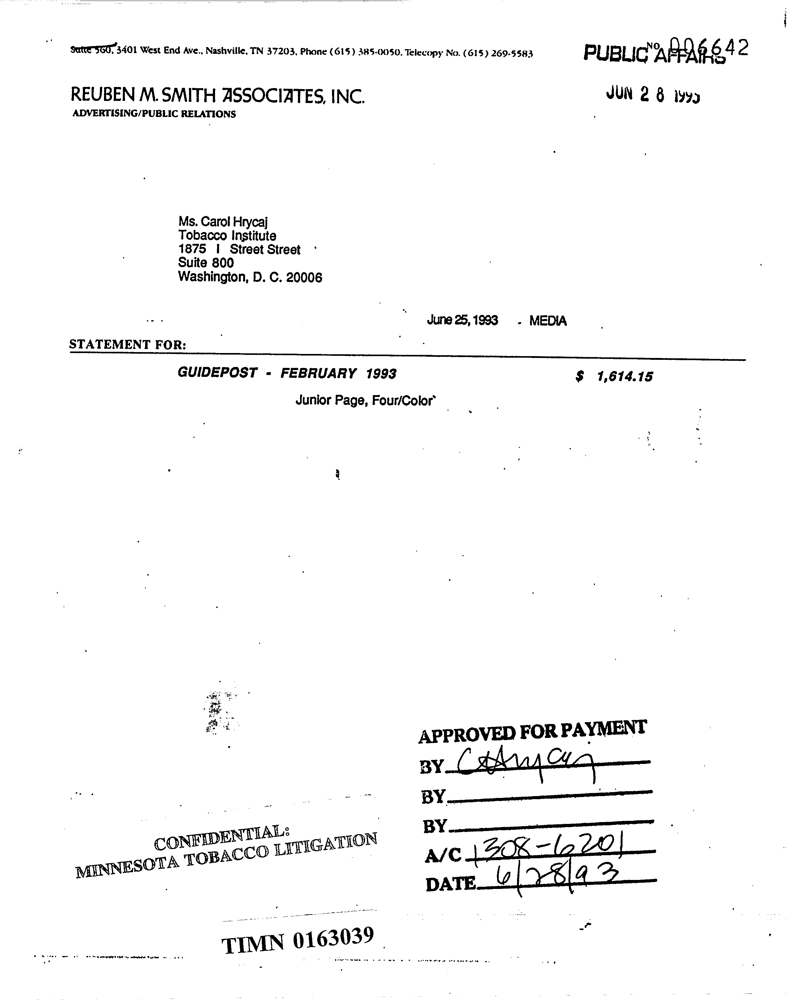 Suite 560, 3401 West End Ave., Nashville, TN 37203, Phone (615) 385-0050, Telecopy No. (615) 269-5583
No 006642
PUBLIC AFFAIRS
REUBEN M. SMITH ASSOCIATES, INC.
JUN 28 1993
ADVERTISING/PUBLIC RELATIONS
Ms. Carol Hrycaj
Tobacco Institute
1875 I Street Street
Suite 800
Washington, D. C. 20006
June 25, 1993 - MEDIA
STATEMENT FOR:
GUIDEPOST - FEBRUARY 1993 $ 1,614.15
Junior Page, Four/Color
APPROVED FOR PAYMENT
BY CHrycaj
BY
BY
A/C 1308-6201
DATE 6/28/93
CONFIDENTIAL:
MINNESOTA TOBACCO LITIGATION
TIMN 0163039